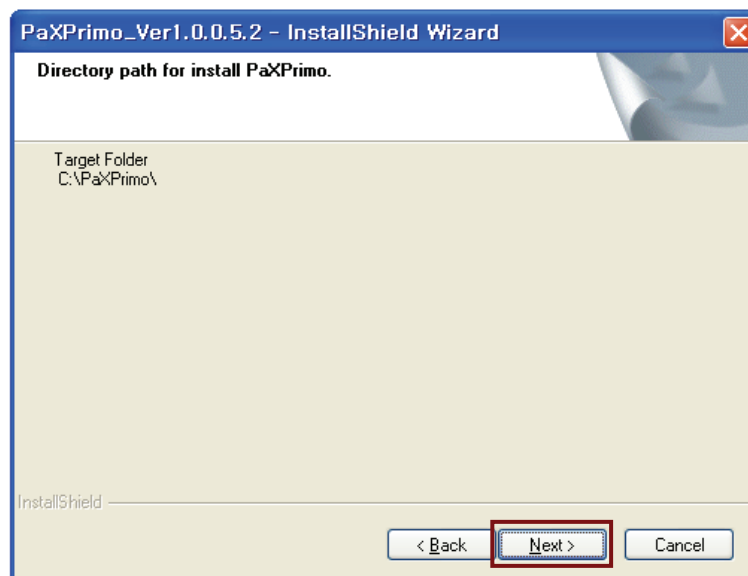 PaXPrimo_Ver1.0.0.5.2 - InstallShield Wizard
Directory path for install PaXPrimo.
Target Folder
C:\PaXPrimo\
InstallShield
< Back
Next >
Cancel